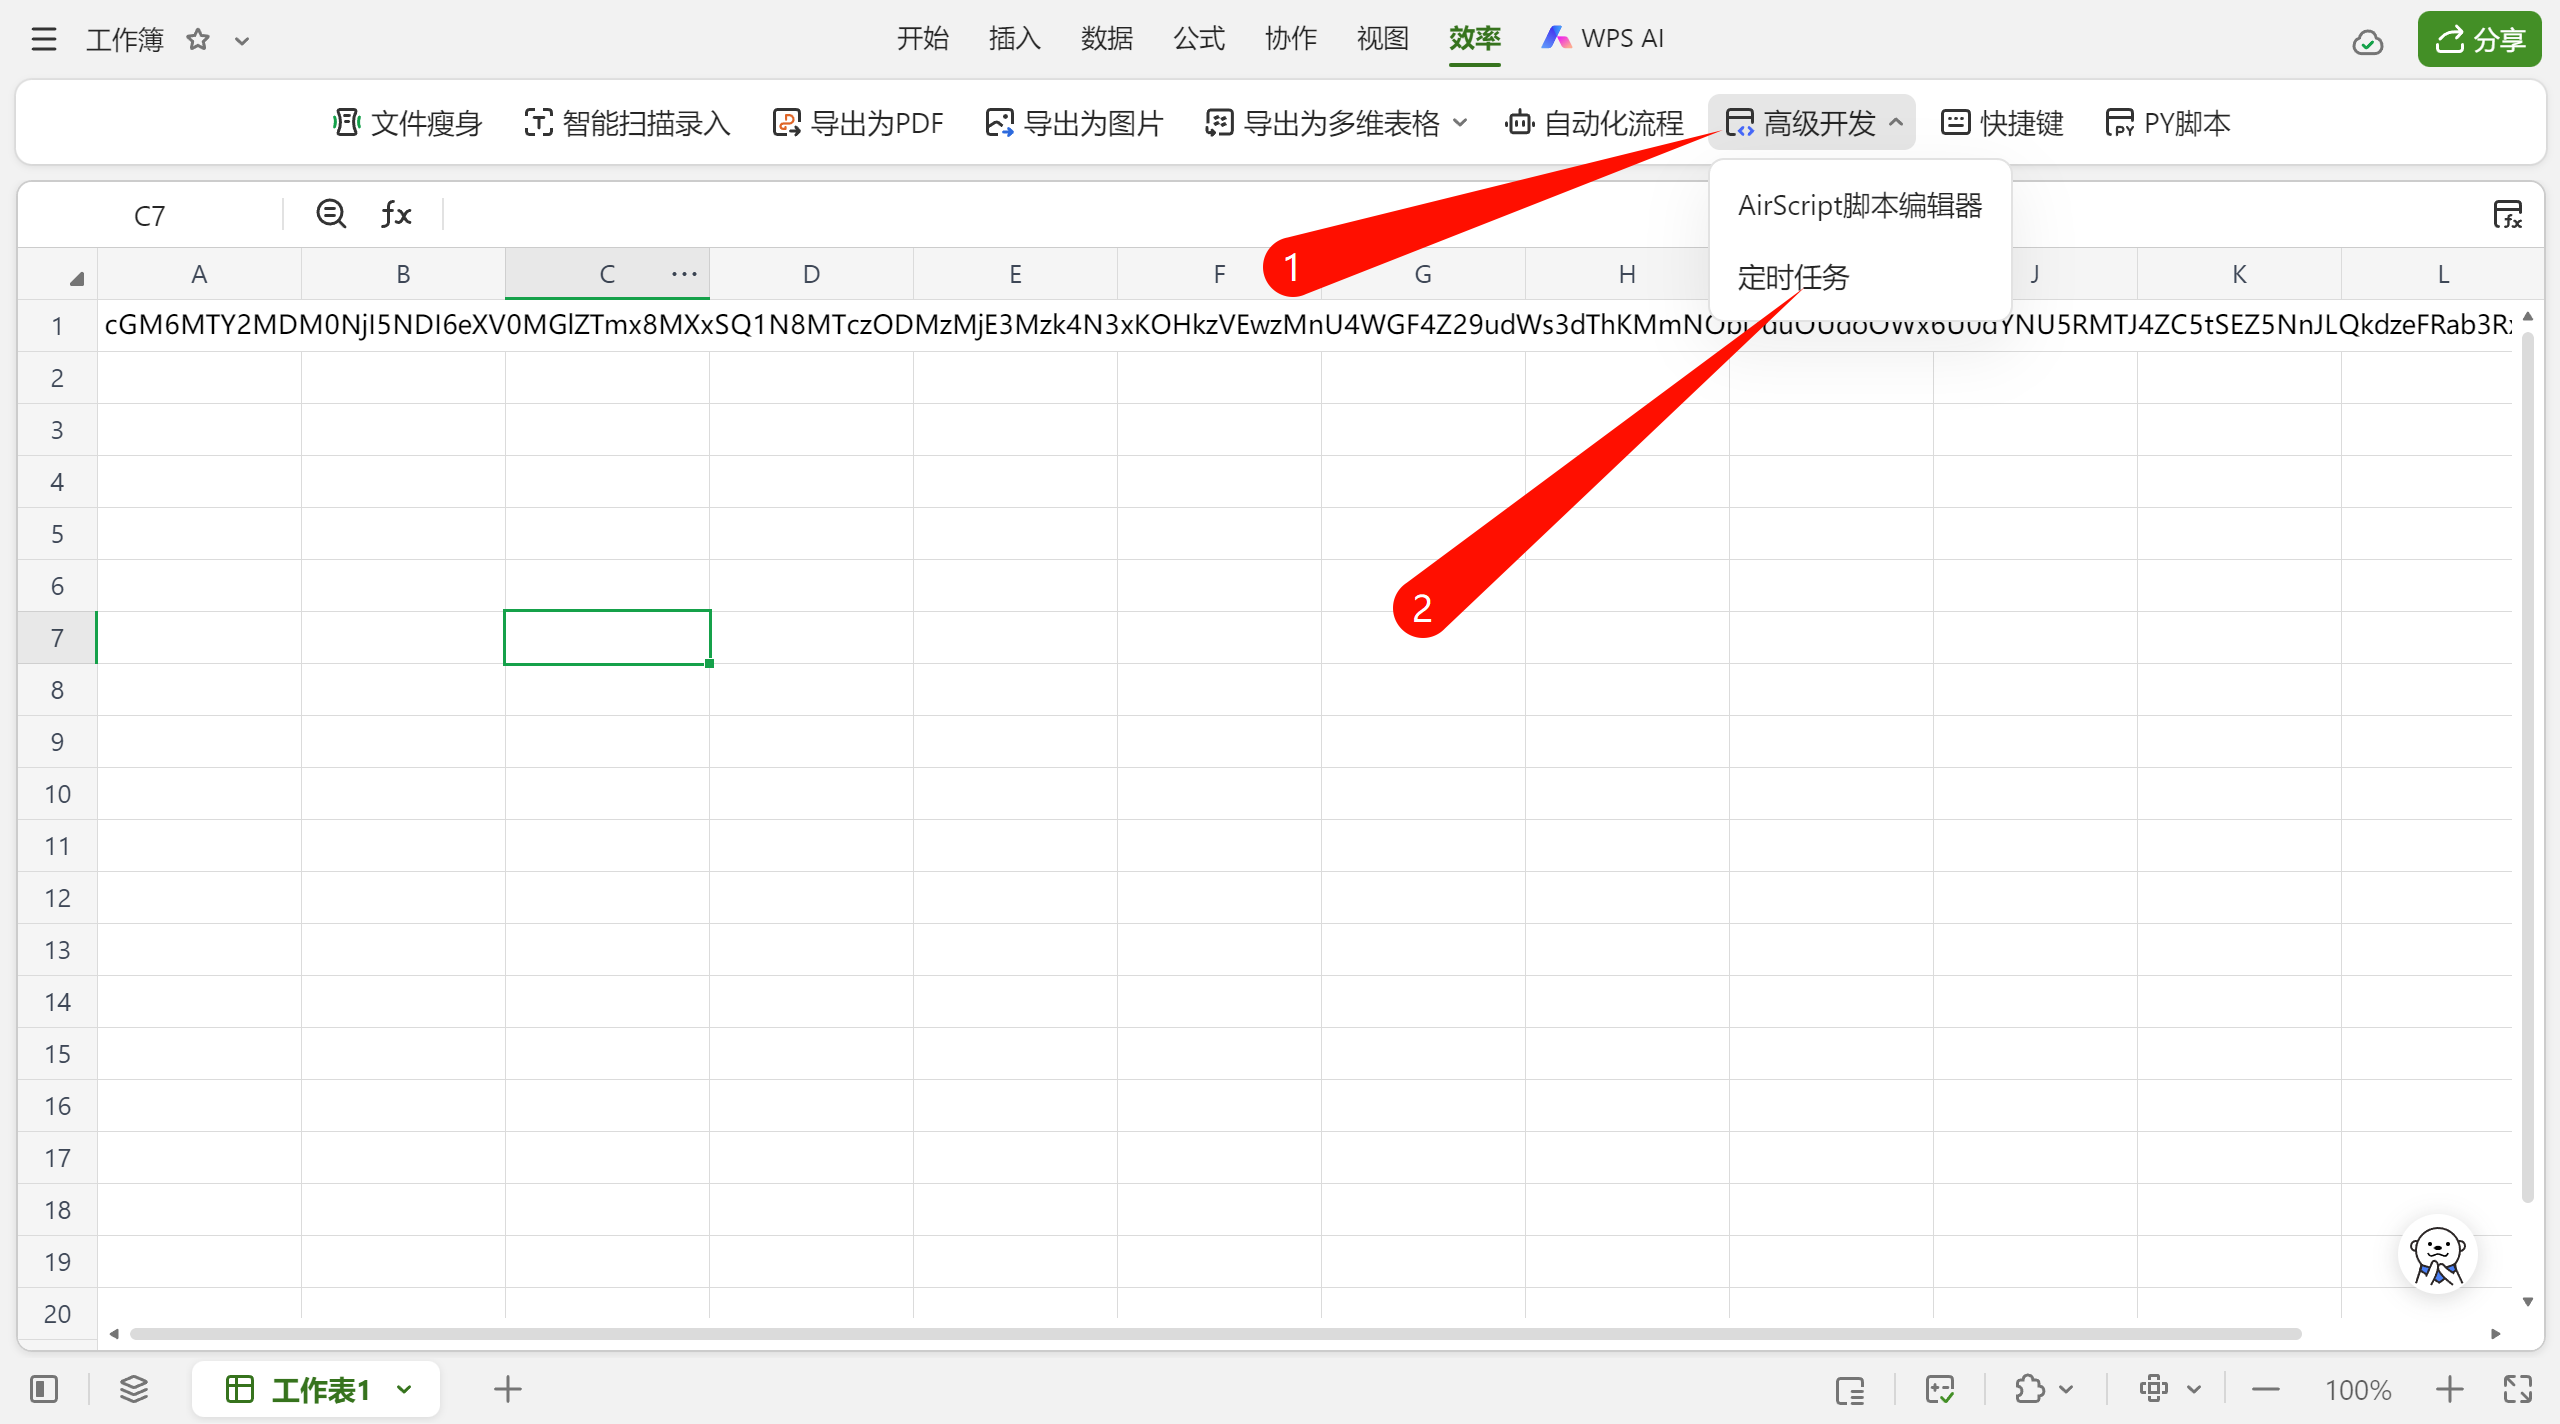 工作簿
开始 插入 数据 公式 协作 视图 效率 WPS AI
分享
文件瘦身 智能扫描录入 导出为PDF 导出为图片 导出为多维表格 自动化流程 高级开发 快捷键 PY脚本
AirScript脚本编辑器
定时任务
C7 fx
1
2
A B C D E F G H J K L
1 cGM6MTY2MDM0NjI5NDI6eXV0MGlZTmx8MXxSQ1N8MTczODMzMjE3Mzk4N3xKOHkzVEwzMnU4WGF4Z29udWs3dThKMmNO
2
3
4
5
6
7
8
9
10
11
12
13
14
15
16
17
18
19
20
工作表1
100%